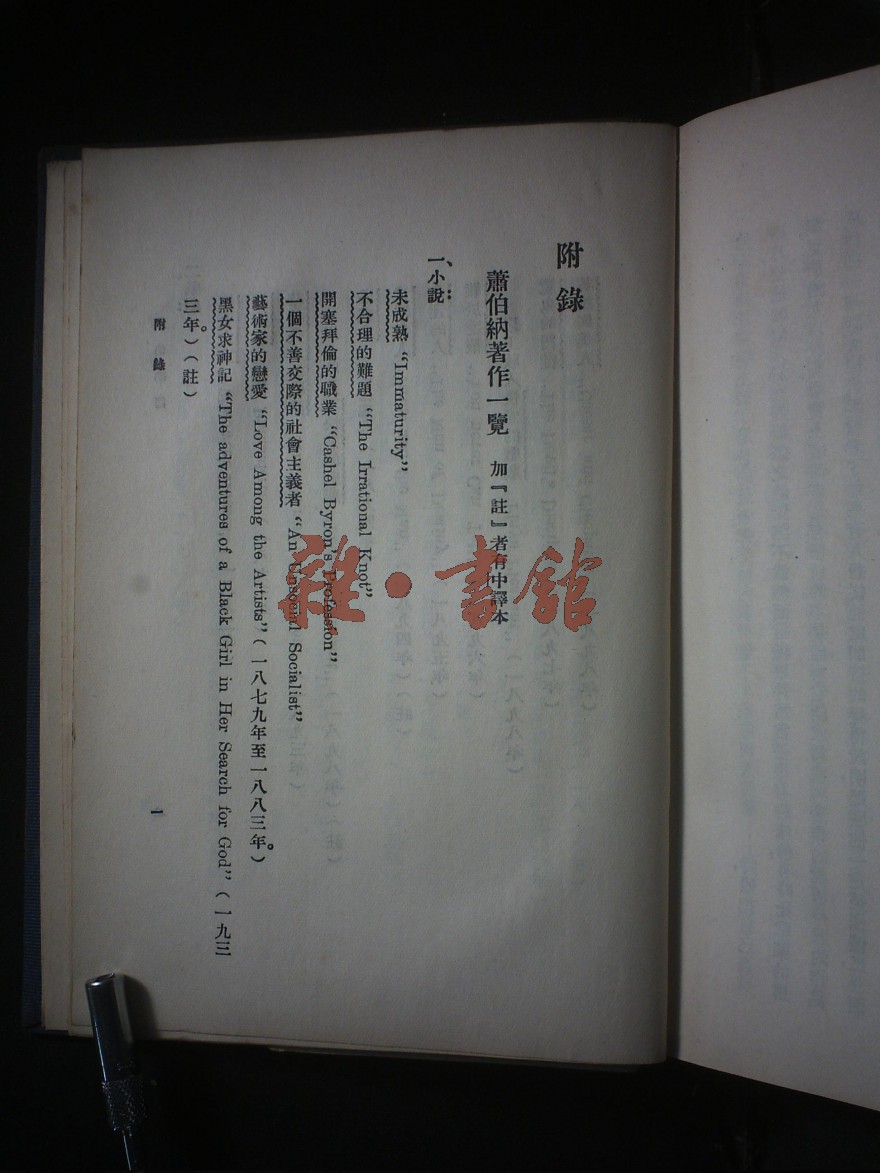 附錄
蕭伯納著作一覽 加『註』者有中譯本
一、小說：
未成熟 “Immaturity”
不合理的難題 “The Irrational Knot”
開塞拜倫的職業 “Cashel Byron's Profession”
一個不善交際的社會主義者 “An Unsocial Socialist”
藝術家的戀愛 “Love Among the Artists”（一八七九年至一八八三年。）
黑女求神記 “The adventures of a Black Girl in Her Search for God”（一九三
三年。）（註）
附錄
一
雜·書館